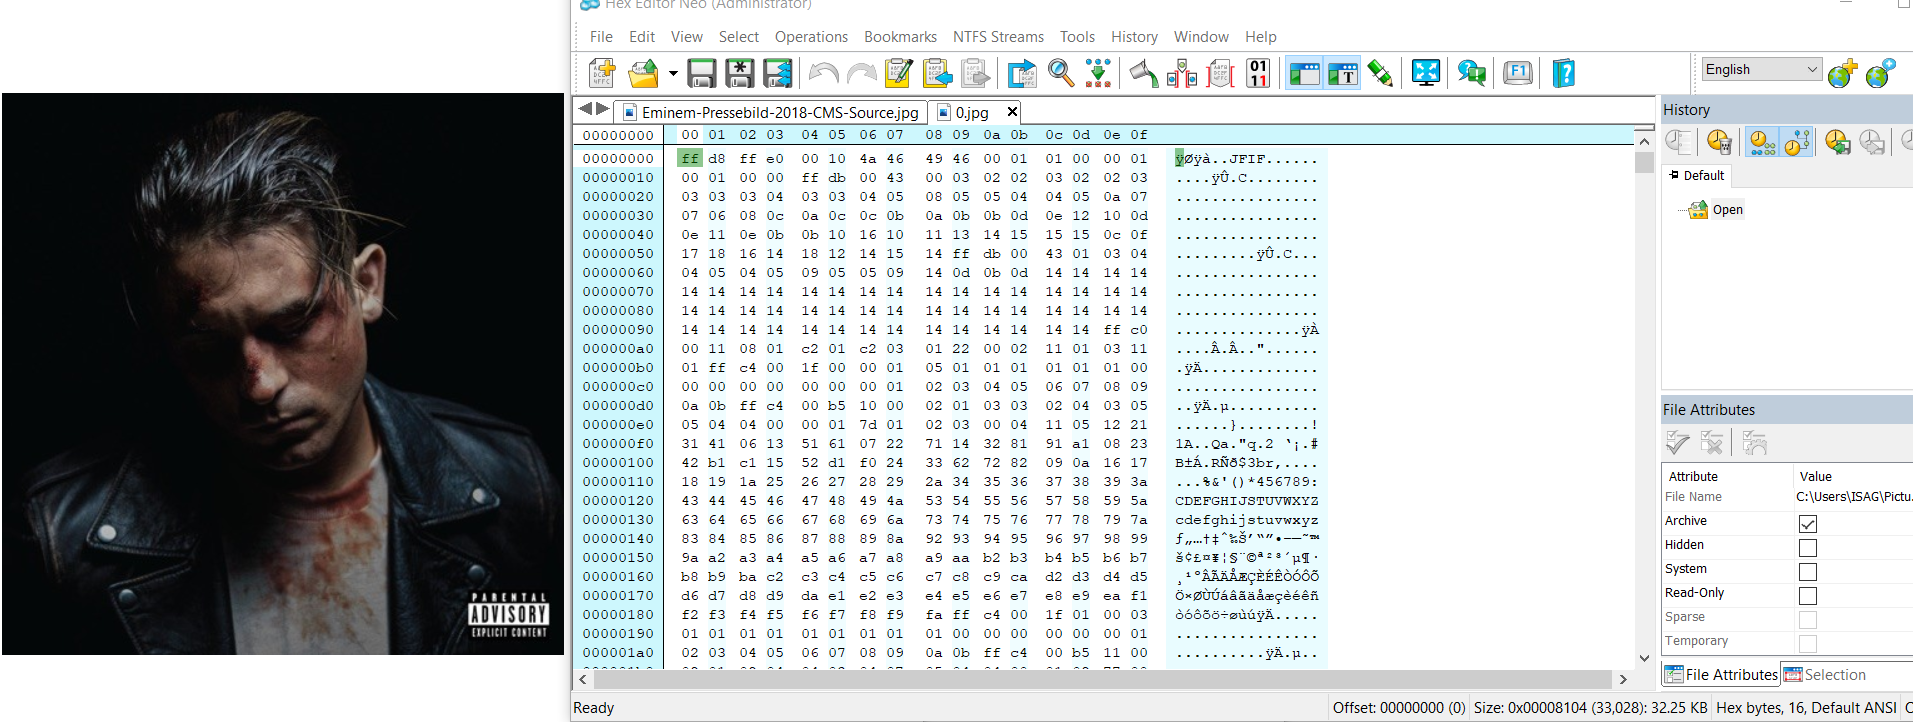 PARENTAL
ADVISORY
EXPLICIT CONTENT
Hex Editor Neo (Administrator)
File Edit View Select Operations Bookmarks NTFS Streams Tools History Window Help
English
Eminem-Pressebild-2018-CMS-Source.jpg 0.jpg
00000000 00 01 02 03 04 05 06 07 08 09 0a 0b 0c 0d 0e 0f
00000000 ff d8 ff e0 00 10 4a 46 49 46 00 01 01 00 00 01 ÿØÿà..JFIF......
00000010 00 01 00 00 ff db 00 43 00 03 02 02 03 02 02 03 ....ÿÛ.C........
00000020 03 03 03 04 03 03 04 05 08 05 05 04 04 05 0a 07 ................
00000030 07 06 08 0c 0a 0c 0c 0b 0a 0b 0b 0d 0e 12 10 0d ................
00000040 0e 11 0e 0b 0b 10 16 10 11 13 14 15 15 15 0c 0f ................
00000050 17 18 16 14 18 12 14 15 14 ff db 00 43 01 03 04 .........ÿÛ.C...
00000060 04 05 04 05 09 05 05 09 14 0d 0b 0d 14 14 14 14 ................
00000070 14 14 14 14 14 14 14 14 14 14 14 14 14 14 14 14 ................
00000080 14 14 14 14 14 14 14 14 14 14 14 14 14 14 14 14 ................
00000090 14 14 14 14 14 14 14 14 14 14 14 14 14 14 ff c0 ..............ÿÀ
000000a0 00 11 08 01 c2 01 c2 03 01 22 00 02 11 01 03 11 ....Â.Â.."......
000000b0 01 ff c4 00 1f 00 00 01 05 01 01 01 01 01 01 00 .ÿÄ.............
000000c0 00 00 00 00 00 00 00 01 02 03 04 05 06 07 08 09 ................
000000d0 0a 0b ff c4 00 b5 10 00 02 01 03 03 02 04 03 05 ..ÿÄ.µ..........
000000e0 05 04 04 00 00 01 7d 01 02 03 00 04 11 05 12 21 ......}........!
000000f0 31 41 06 13 51 61 07 22 71 14 32 81 91 a1 08 23 1A..Qa."q.2 ‘¡.#
00000100 42 b1 c1 15 52 d1 f0 24 33 62 72 82 09 0a 16 17 B±Á.RÑð$3br‚....
00000110 18 19 1a 25 26 27 28 29 2a 34 35 36 37 38 39 3a ...%&'()*456789:
00000120 43 44 45 46 47 48 49 4a 53 54 55 56 57 58 59 5a CDEFGHIJSTUVWXYZ
00000130 63 64 65 66 67 68 69 6a 73 74 75 76 77 78 79 7a cdefghijstuvwxyz
00000140 83 84 85 86 87 88 89 8a 92 93 94 95 96 97 98 99 ƒ„…†‡ˆ‰Š’“”•–—˜™
00000150 9a a2 a3 a4 a5 a6 a7 a8 a9 aa b2 b3 b4 b5 b6 b7 š¢£¤¥¦§¨©ª²³´µ¶·
00000160 b8 b9 ba c2 c3 c4 c5 c6 c7 c8 c9 ca d2 d3 d4 d5 ¸¹ºÂÃÄÅÆÇÈÉÊÒÓÔÕ
00000170 d6 d7 d8 d9 da e1 e2 e3 e4 e5 e6 e7 e8 e9 ea f1 Ö×ØÙÚáâãäåæçèéêñ
00000180 f2 f3 f4 f5 f6 f7 f8 f9 fa ff c4 00 1f 01 00 03 òóôõö÷øùúÿÄ.....
00000190 01 01 01 01 01 01 01 01 01 00 00 00 00 00 00 01 ................
000001a0 02 03 04 05 06 07 08 09 0a 0b ff c4 00 b5 11 00 ..........ÿÄ.µ..
History
Default
Open
File Attributes
Attribute Value
File Name C:\Users\ISAG\Pictu.
Archive
Hidden
System
Read-Only
Sparse
Temporary
File Attributes Selection
Ready Offset: 00000000 (0) Size: 0x00008104 (33,028): 32.25 KB Hex bytes, 16, Default ANSI